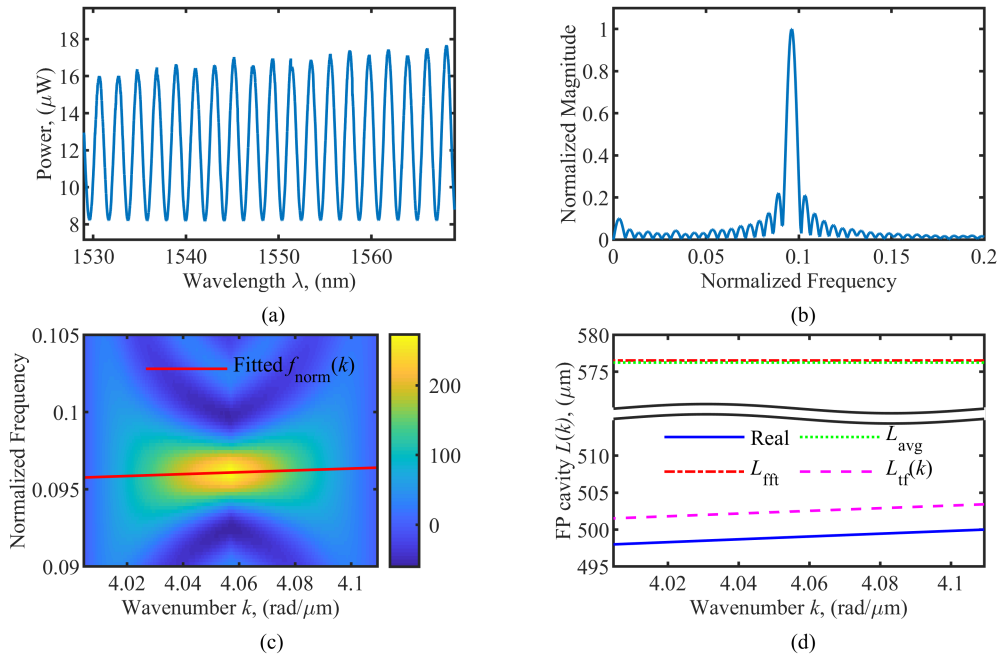 18
16
14
12
10
8
Power, (μW)
1530
1540
1550
1560
Wavelength λ, (nm)
(a)
1
0.8
0.6
0.4
0.2
0
Normalized Magnitude
0
0.05
0.1
0.15
0.2
Normalized Frequency
(b)
0.105
0.1
0.095
0.09
Normalized Frequency
Fitted f_norm(k)
200
100
0
4.02
4.04
4.06
4.08
4.1
Wavenumber k, (rad/μm)
(c)
580
575
510
505
500
495
FP cavity L(k), (μm)
Real
L_avg
L_fft
L_tf(k)
4.02
4.04
4.06
4.08
4.1
Wavenumber k, (rad/μm)
(d)